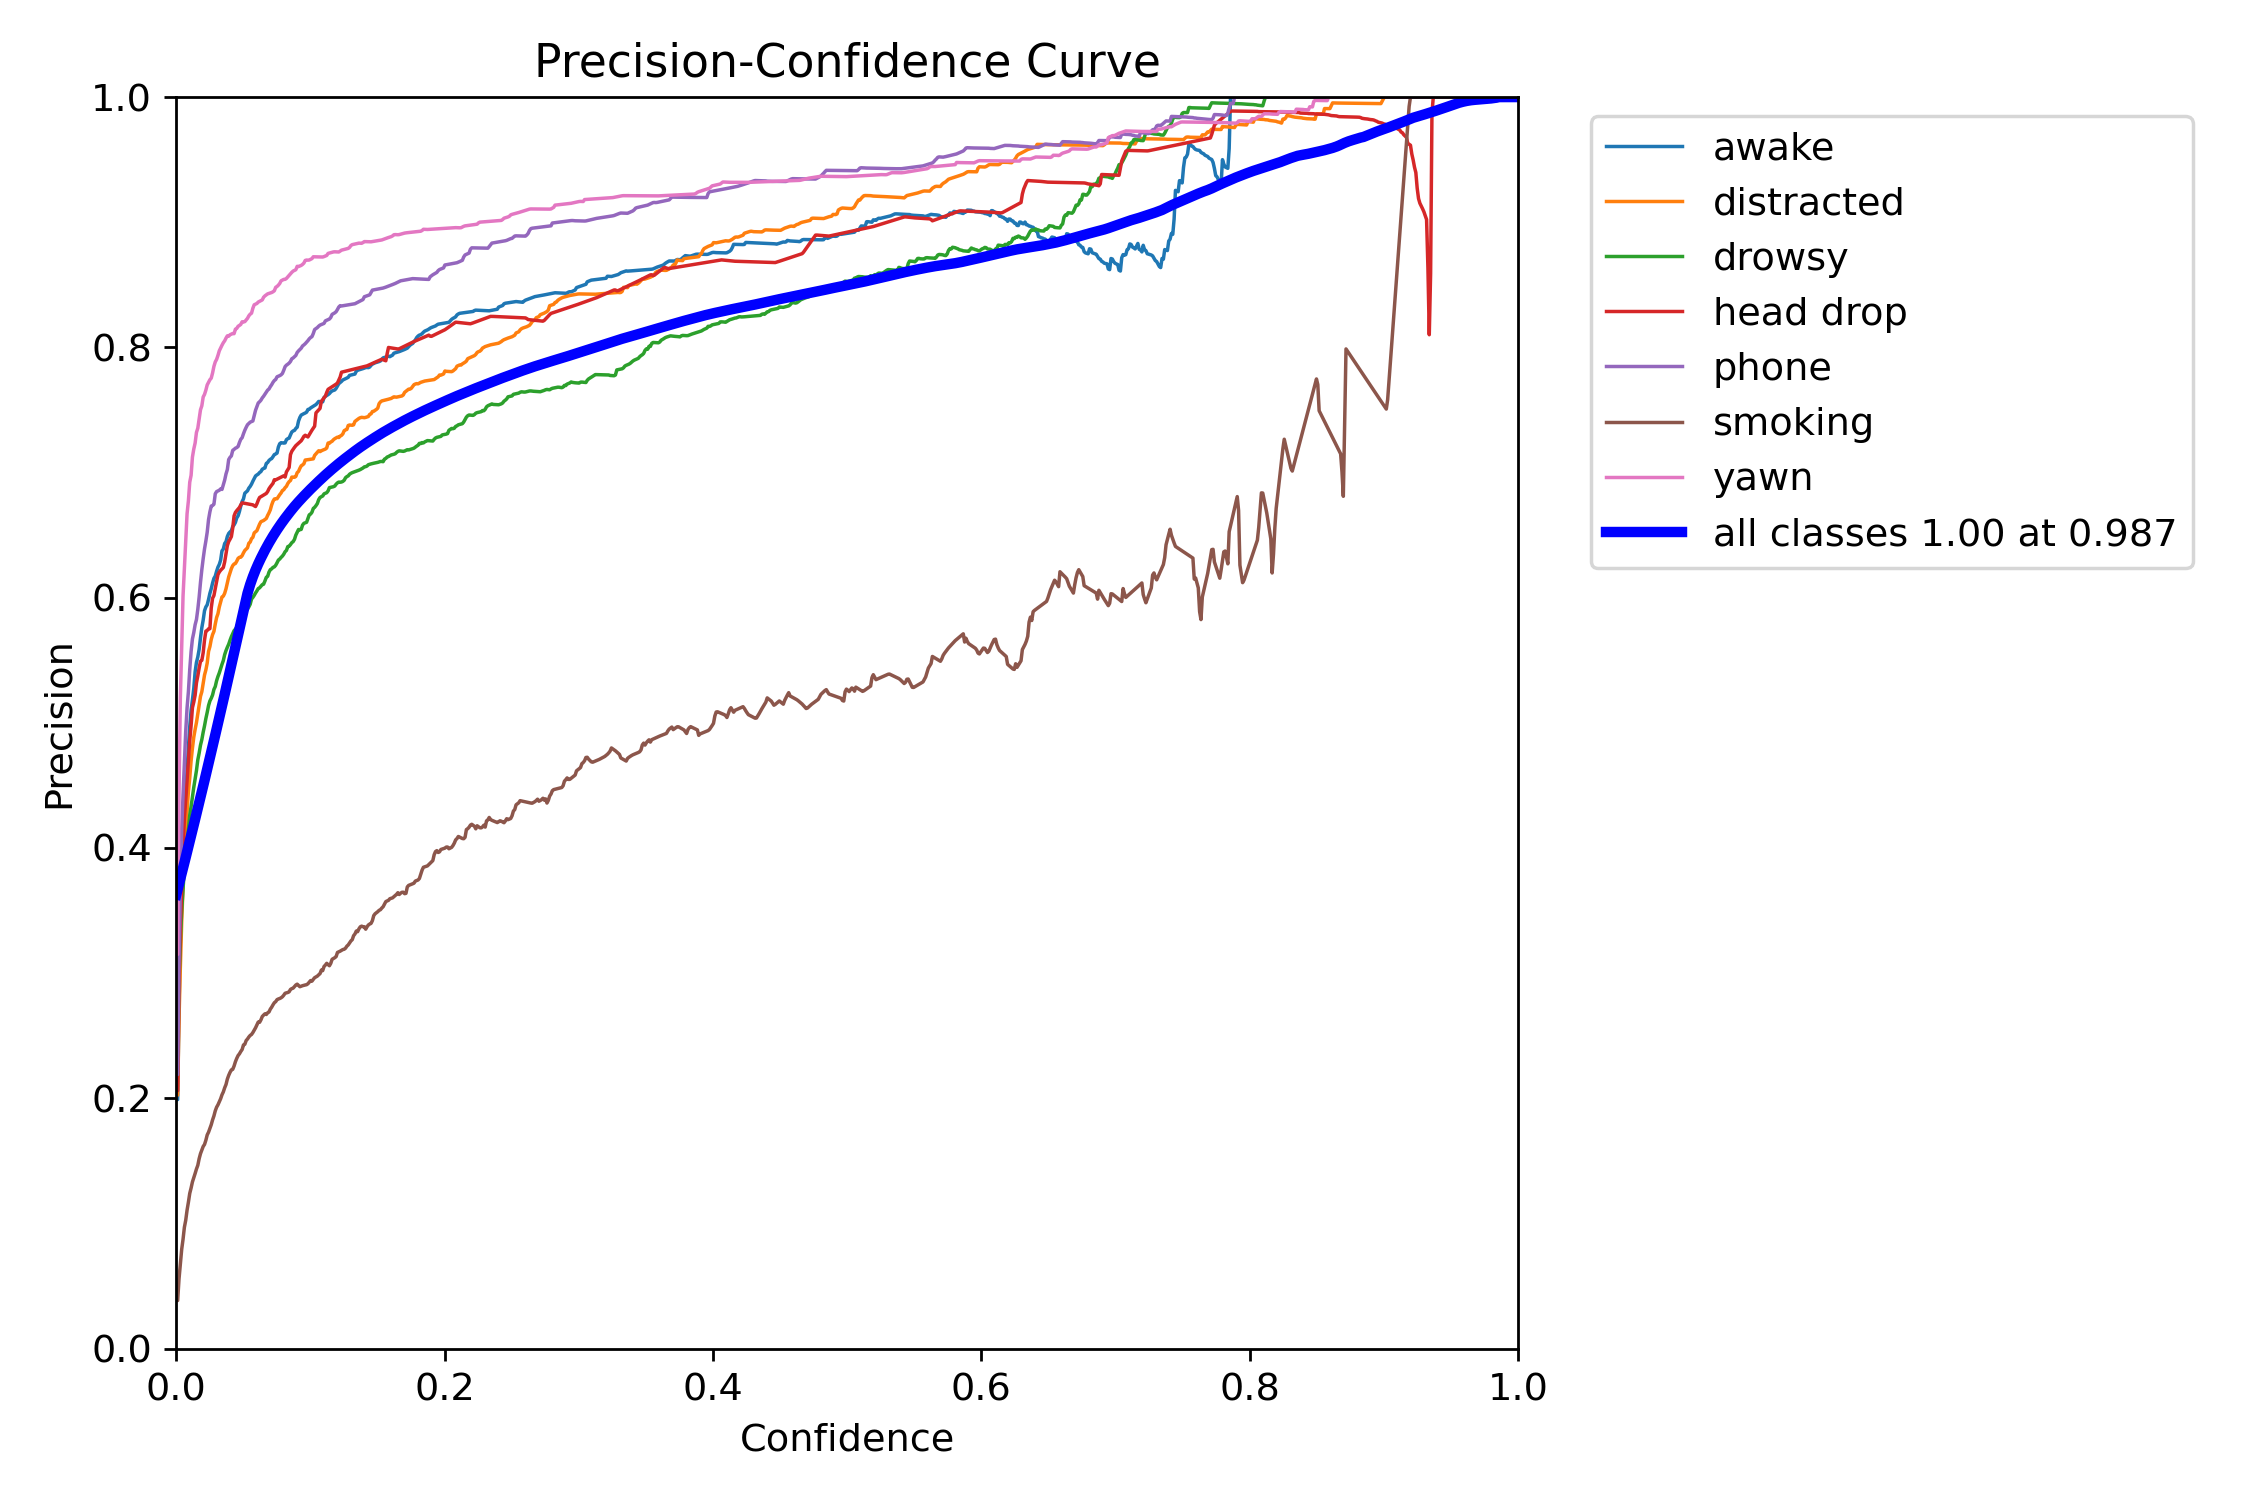 Precision-Confidence Curve
1.0
0.8
0.6
0.4
0.2
0.0
Precision
0.0 0.2 0.4 0.6 0.8 1.0
Confidence
awake
distracted
drowsy
head drop
phone
smoking
yawn
all classes 1.00 at 0.987